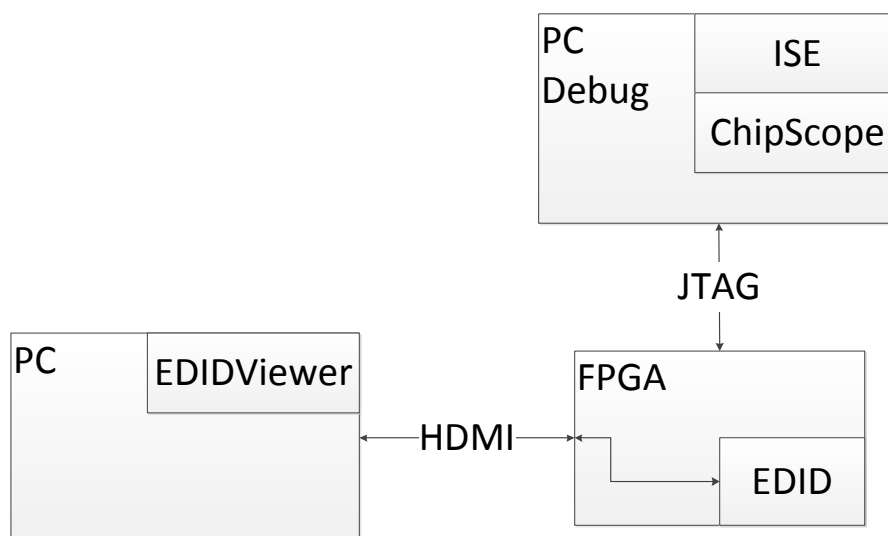 PC
Debug
ISE
ChipScope
JTAG
PC
EDIDViewer
HDMI
FPGA
EDID